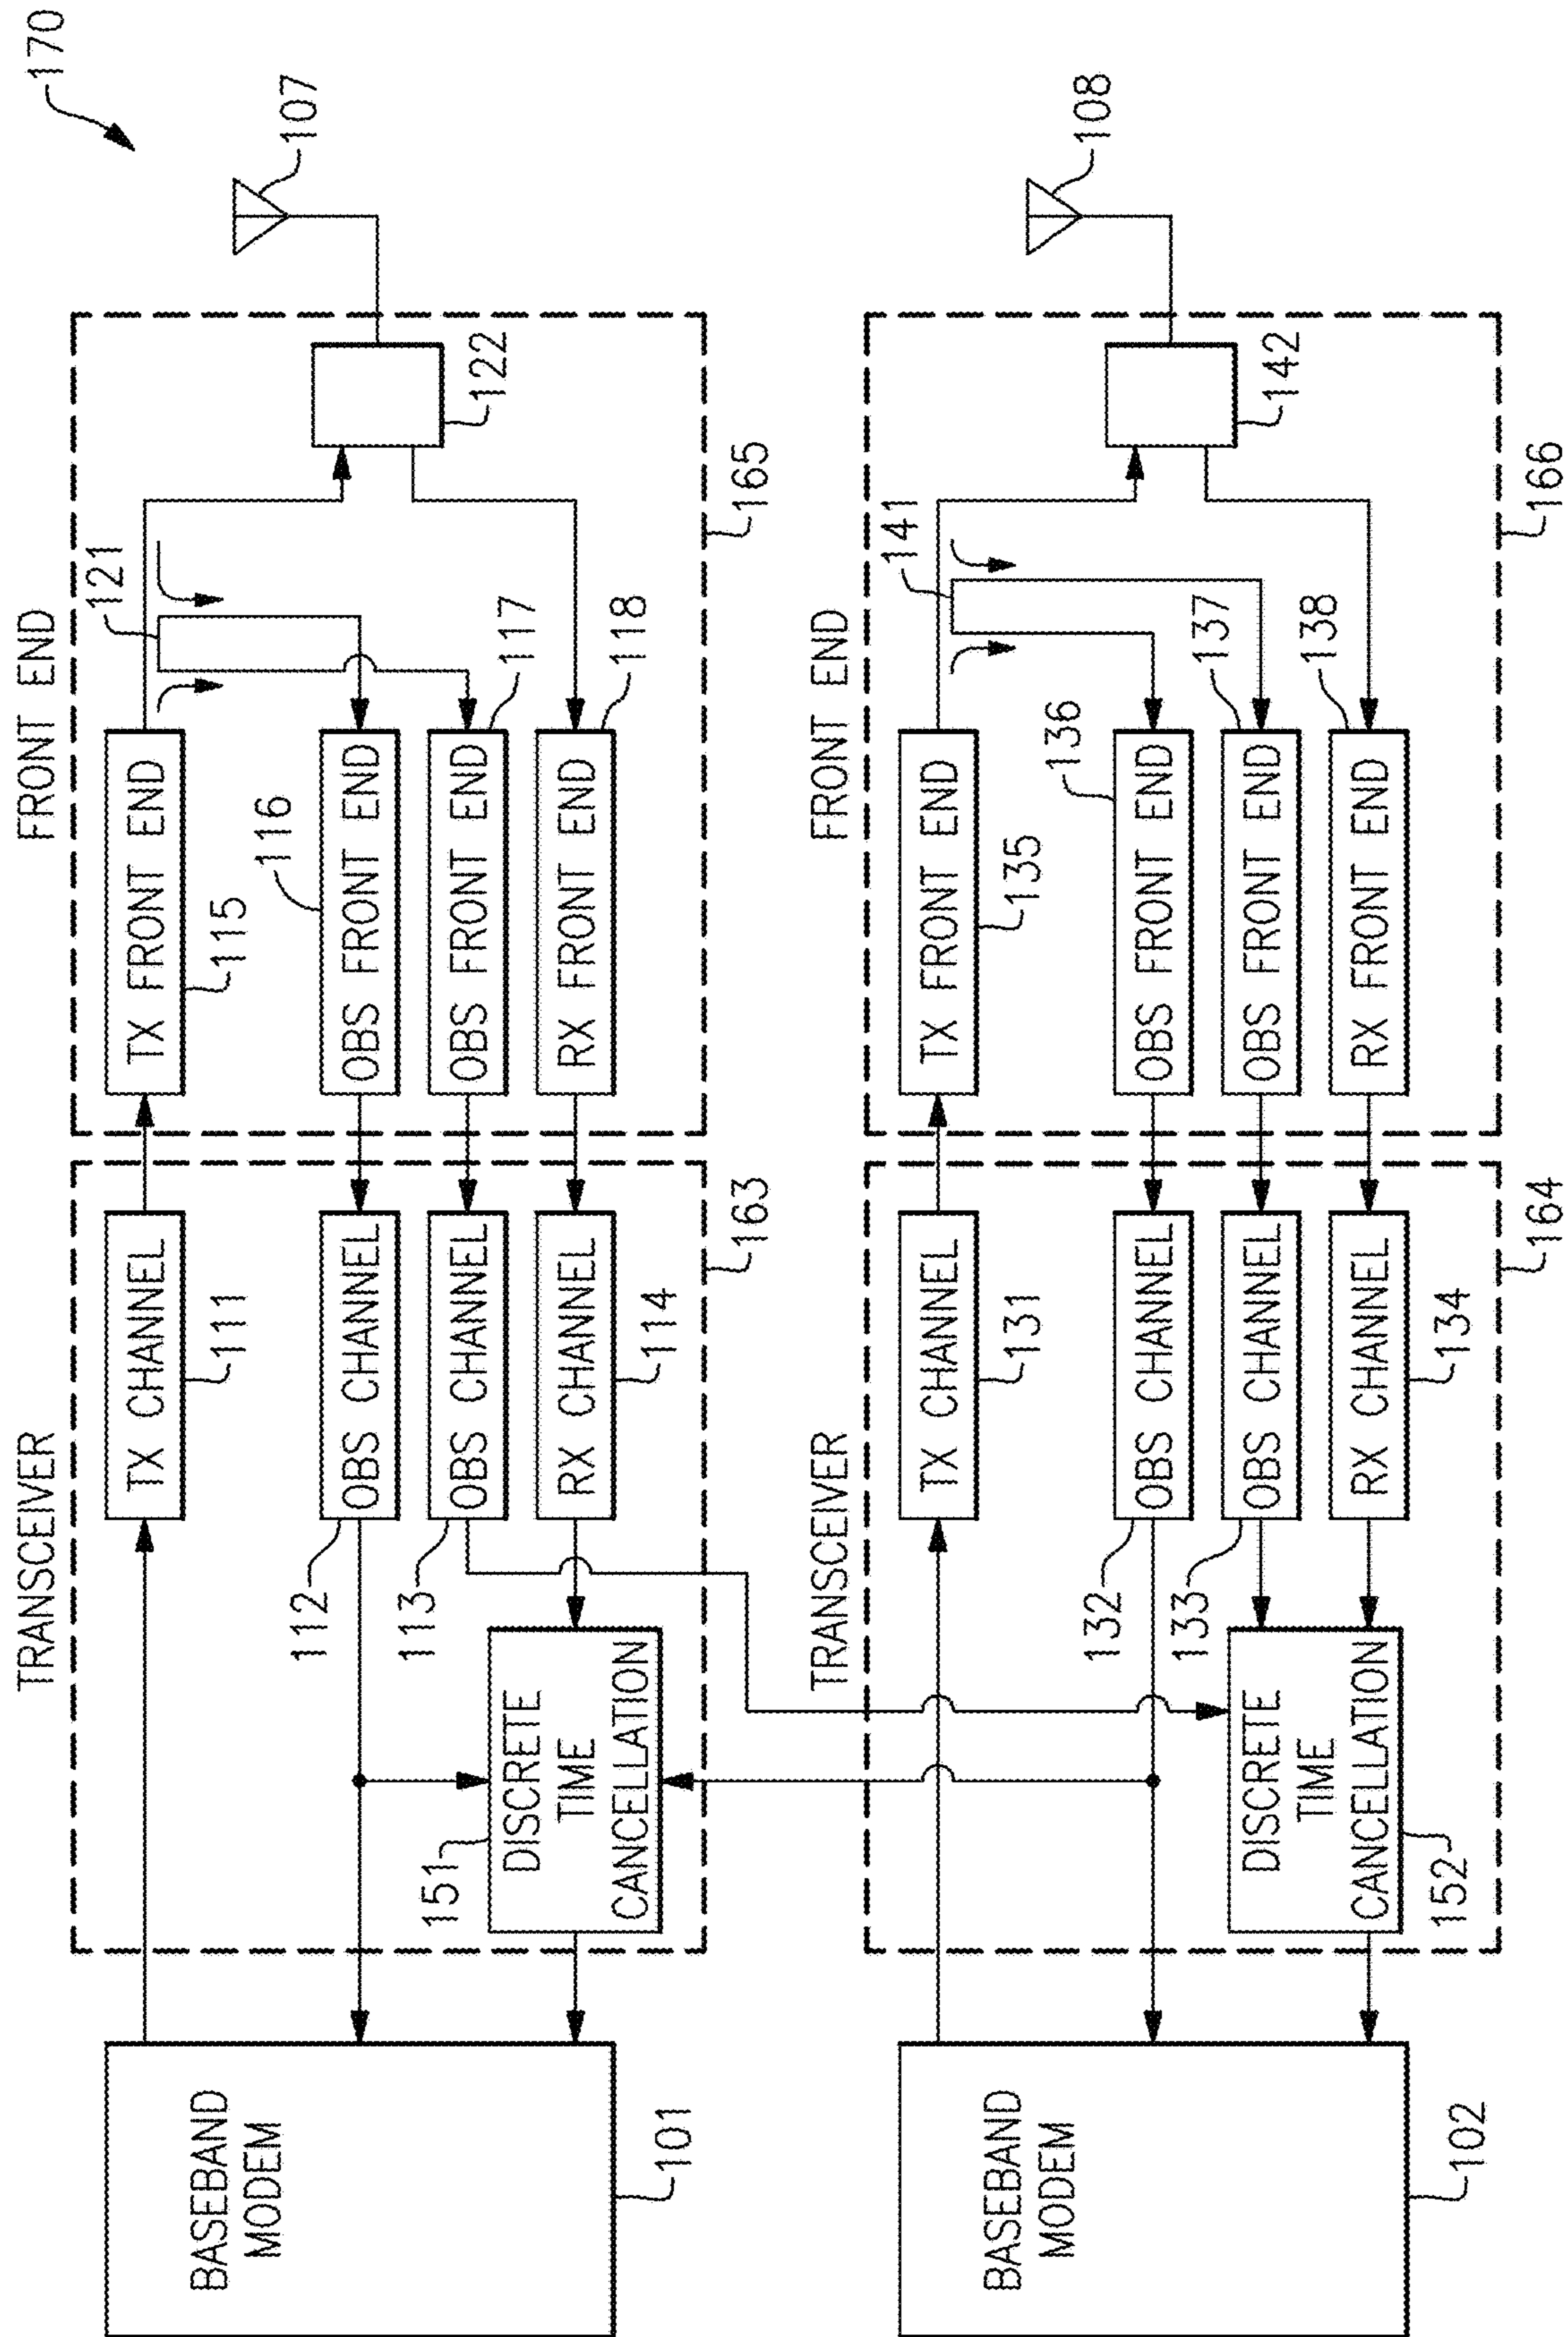 170
TRANSCEIVER
FRONT END
BASEBAND
MODEM
101
TX CHANNEL
111
TX FRONT END
115
121
107
112
OBS CHANNEL
116
OBS FRONT END
122
113
OBS CHANNEL
OBS FRONT END
117
151
DISCRETE
TIME
CANCELLATION
RX CHANNEL
114
RX FRONT END
118
163
165
TRANSCEIVER
FRONT END
BASEBAND
MODEM
102
TX CHANNEL
131
TX FRONT END
135
141
108
132
OBS CHANNEL
136
OBS FRONT END
142
133
OBS CHANNEL
OBS FRONT END
137
152
DISCRETE
TIME
CANCELLATION
RX CHANNEL
134
RX FRONT END
138
164
166